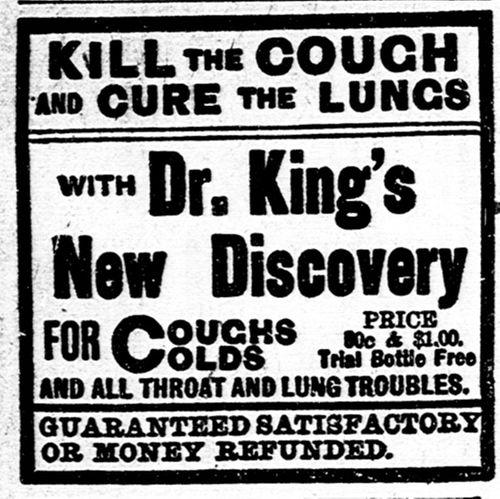 KILL THE COUGH
AND CURE THE LUNGS
WITH Dr. King's
New Discovery
FOR COUGHS
COLDS
PRICE
& $1.00.
Trial Bottle Free
AND ALL THROAT AND LUNG TROUBLES.
GUARANTEED SATISFACTORY
OR MONEY REFUNDED.